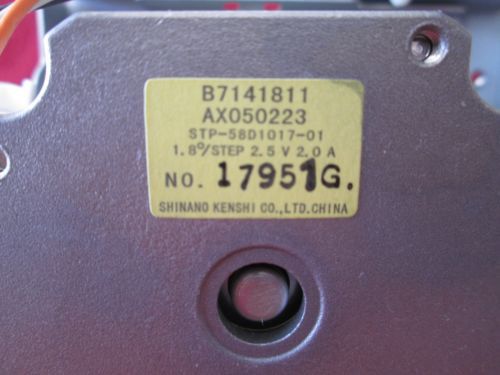 B7141811
AX050223
STP-58D1017-01
1.8°/STEP 2.5 V 2.0 A
NO. 17951G.
SHINANO KENSHI CO.,LTD.CHINA